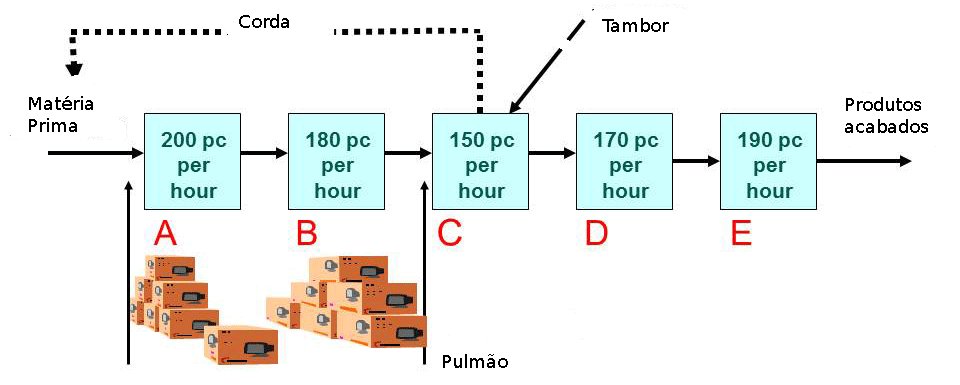 Corda
Tambor
Matéria
Prima
Produtos
acabados
200 pc
per
hour
180 pc
per
hour
150 pc
per
hour
170 pc
per
hour
190 pc
per
hour
A
B
C
D
E
Pulmão